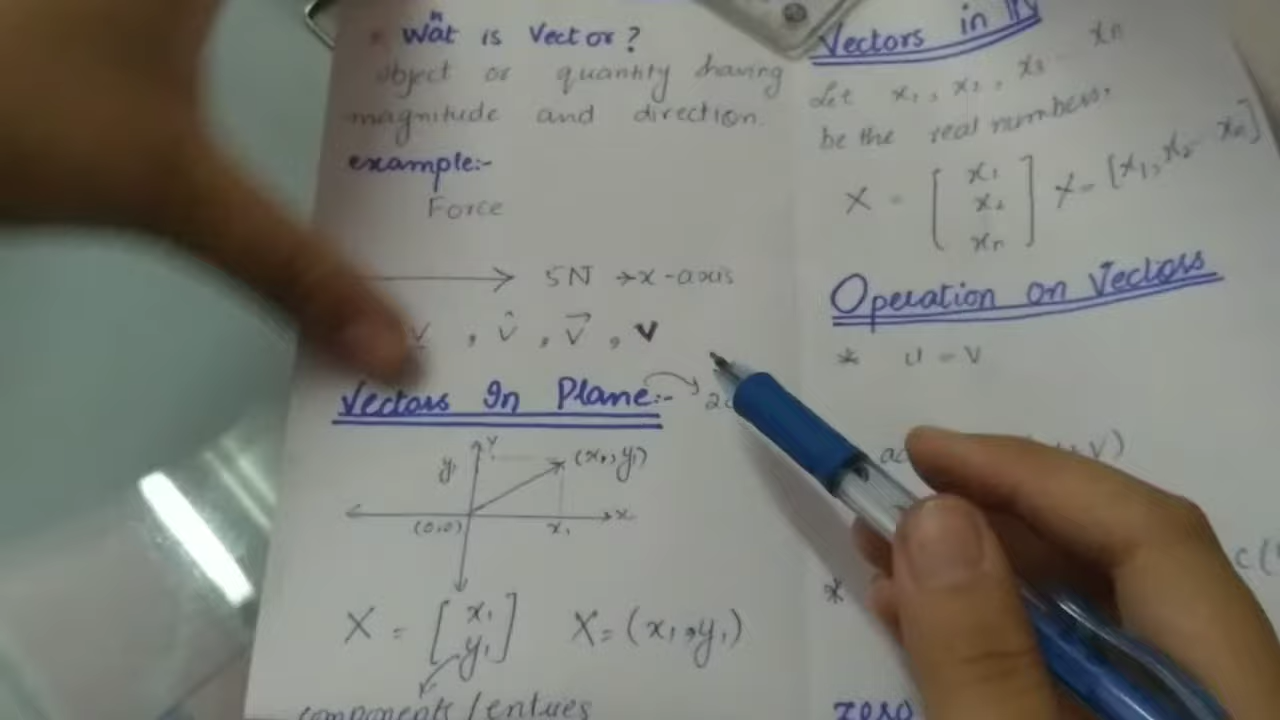 Wat is Vector?
h
object or quantity having
magnitude and direction.
example:-
Force
5N → x-axis
v, v̂, v⃗, v
Vectors In Plane:-
y
y₁
(x₁, y₁)
(0,0)
x₁
x
X = [x₁
y₁]
X = (x₁, y₁)
components/entries
Vectors in
Let x₁, x₂, x₃ xn
be the real numbers.
X = [x₁
x₂
xn]
X = [x₁, x₂ xn]
Operation on Vectors
* u = v
*
zero